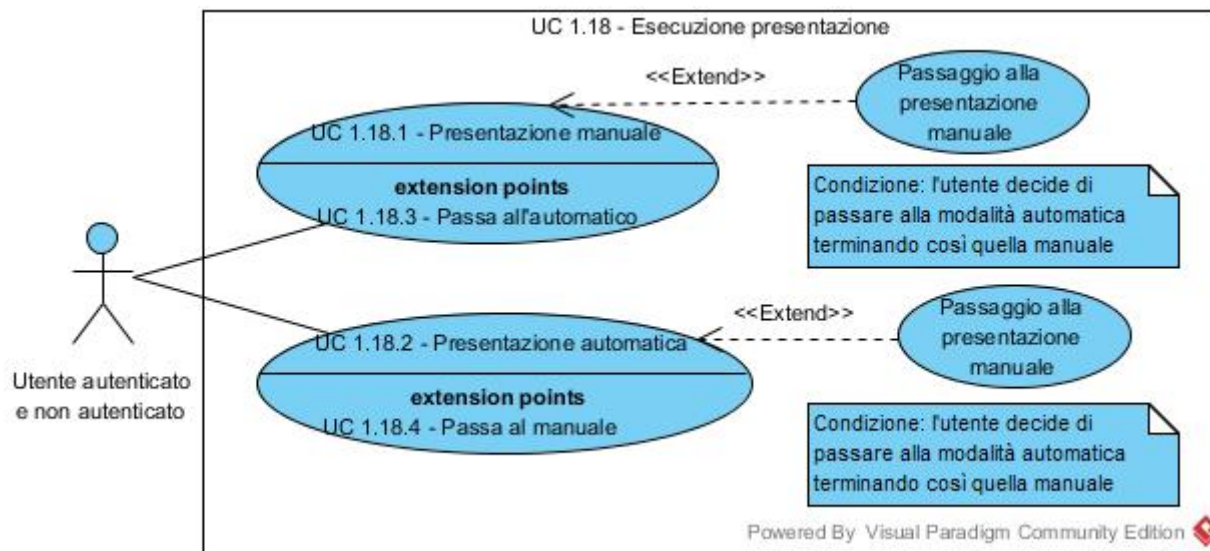 UC 1.18 - Esecuzione presentazione
<<Extend>>
Passaggio alla
presentazione
manuale
UC 1.18.1 - Presentazione manuale
extension points
UC 1.18.3 - Passa all'automatico
Condizione: l'utente decide di
passare alla modalità automatica
terminando così quella manuale
<<Extend>>
Passaggio alla
presentazione
manuale
UC 1.18.2 - Presentazione automatica
extension points
UC 1.18.4 - Passa al manuale
Utente autenticato
e non autenticato
Condizione: l'utente decide di
passare alla modalità automatica
terminando così quella manuale
Powered By Visual Paradigm Community Edition